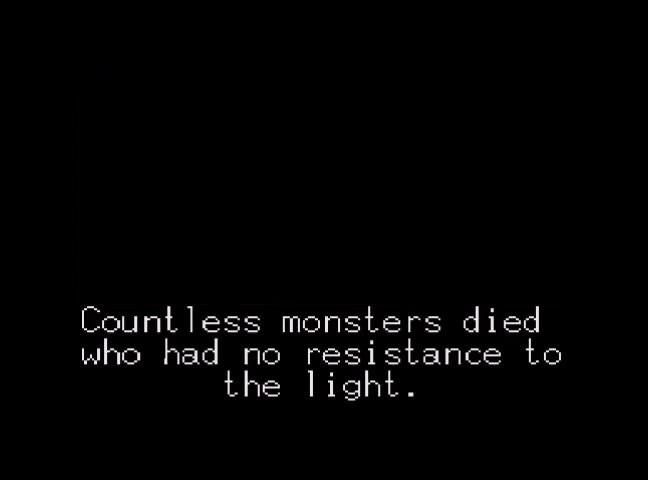 Countless monsters died
who had no resistance to
the light.